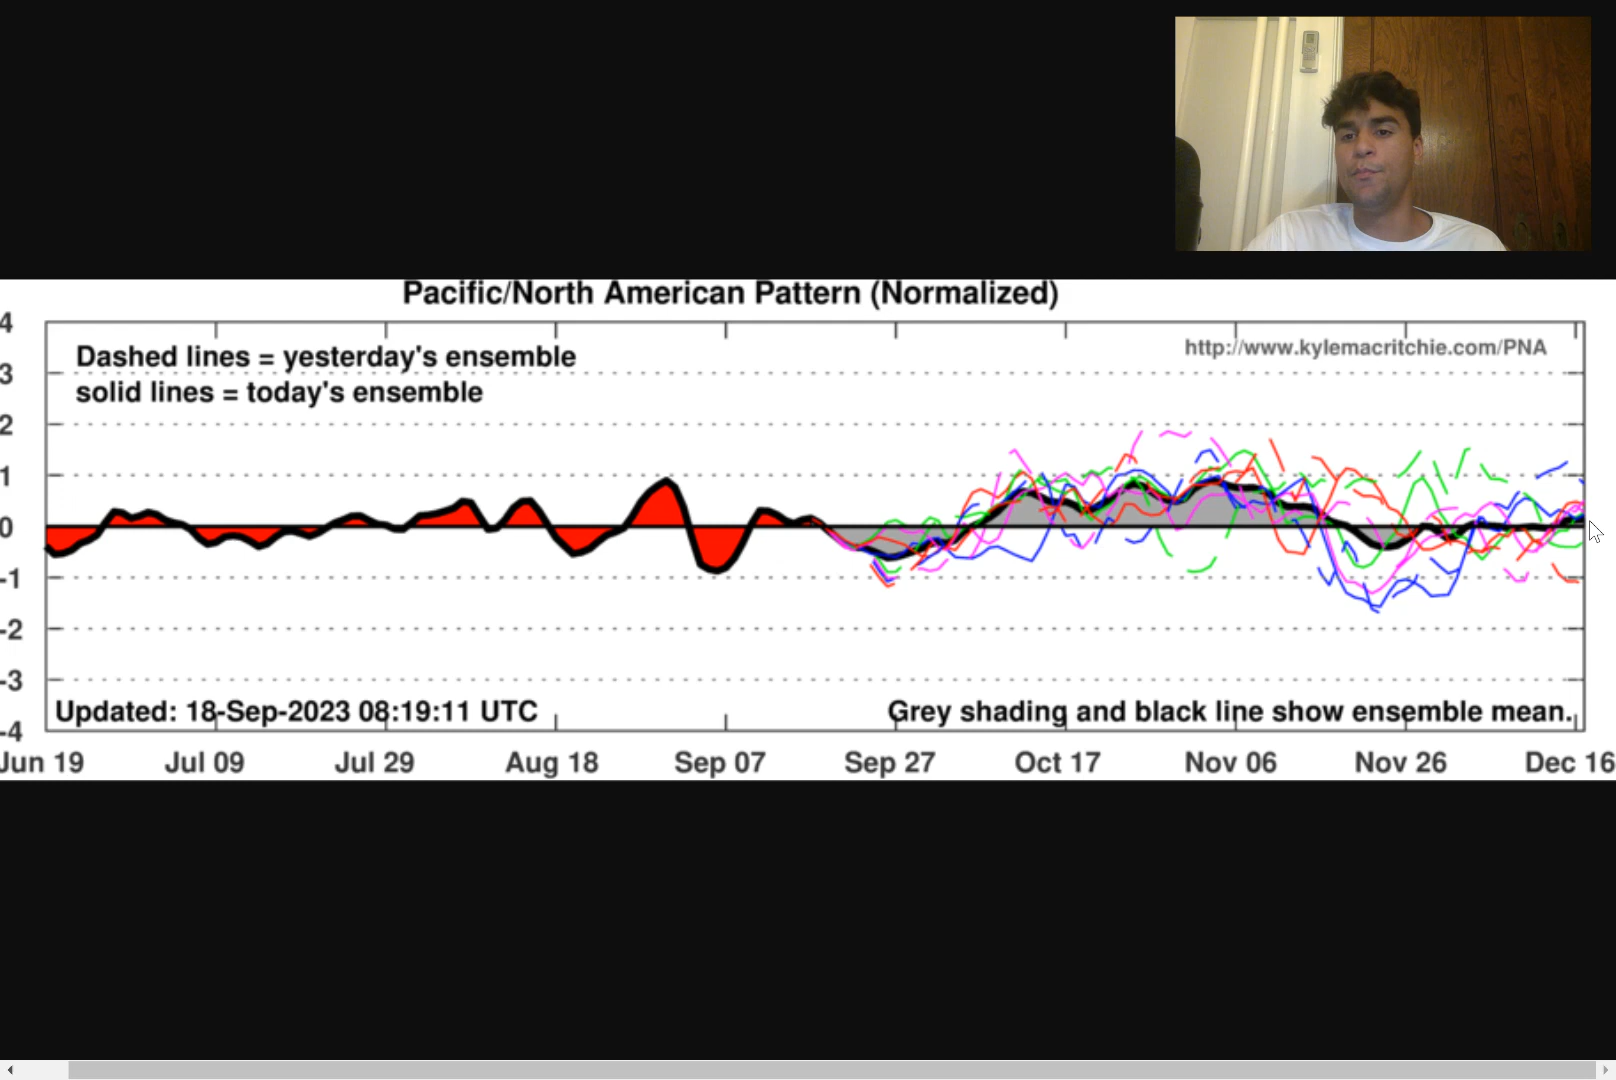 Pacific/North American Pattern (Normalized)
4
Dashed lines = yesterday's ensemble
http://www.kylemacritchie.com/PNA
3
solid lines = today's ensemble
2
1
0
-1
-2
-3
Updated: 18-Sep-2023 08:19:11 UTC
Grey shading and black line show ensemble mean.
-4
Jun 19 Jul 09 Jul 29 Aug 18 Sep 07 Sep 27 Oct 17 Nov 06 Nov 26 Dec 16